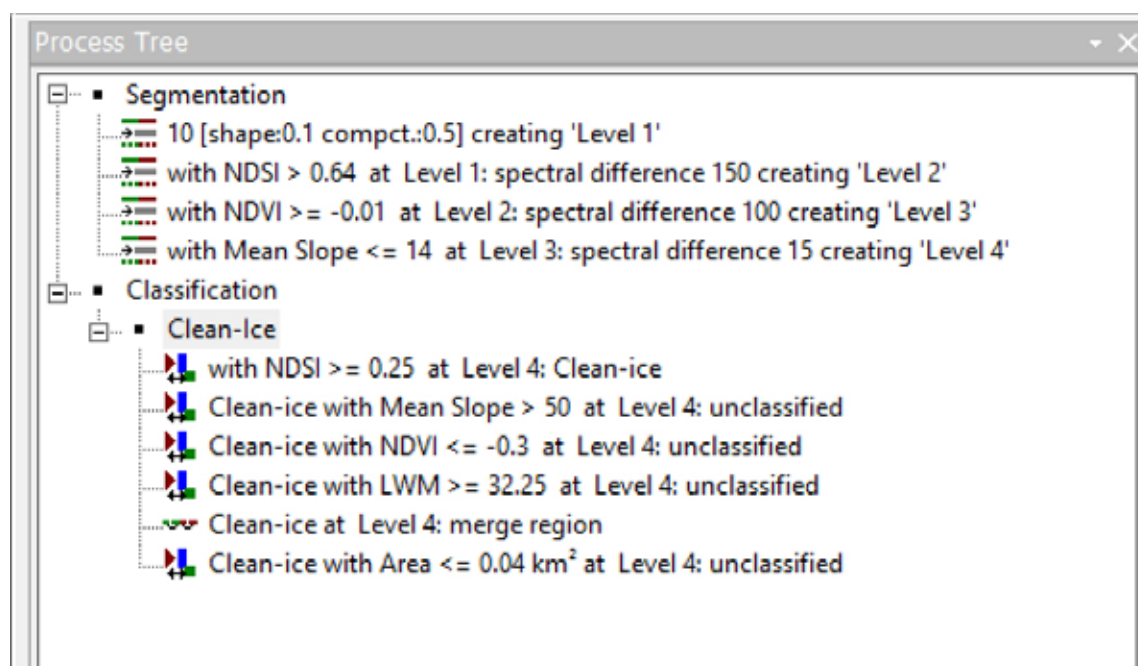 Process Tree
Segmentation
10 [shape:0.1 compct.:0.5] creating 'Level 1'
with NDSI > 0.64 at Level 1: spectral difference 150 creating 'Level 2'
with NDVI >= -0.01 at Level 2: spectral difference 100 creating 'Level 3'
with Mean Slope <= 14 at Level 3: spectral difference 15 creating 'Level 4'
Classification
Clean-Ice
with NDSI >= 0.25 at Level 4: Clean-ice
Clean-ice with Mean Slope > 50 at Level 4: unclassified
Clean-ice with NDVI <= -0.3 at Level 4: unclassified
Clean-ice with LWM >= 32.25 at Level 4: unclassified
Clean-ice at Level 4: merge region
Clean-ice with Area <= 0.04 km² at Level 4: unclassified